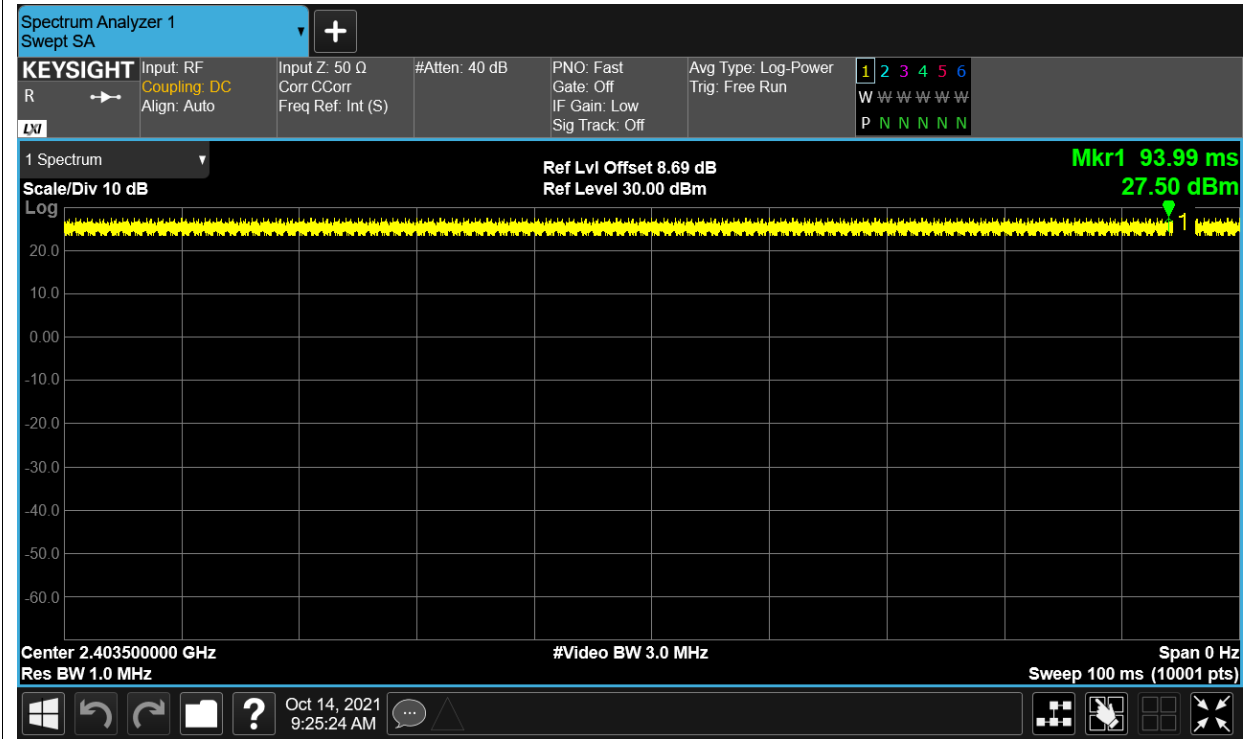 Spectrum Analyzer 1
Swept SA
+
KEYSIGHT
R
LXI
Input: RF
Coupling: DC
Align: Auto
Input Z: 50 Ω
Corr CCorr
Freq Ref: Int (S)
#Atten: 40 dB
PNO: Fast
Gate: Off
IF Gain: Low
Sig Track: Off
Avg Type: Log-Power
Trig: Free Run
1 2 3 4 5 6
W W W W W W
P N N N N N
1 Spectrum
Scale/Div 10 dB
Log
Ref Lvl Offset 8.69 dB
Ref Level 30.00 dBm
Mkr1 93.99 ms
27.50 dBm
1
20.0
10.0
0.00
-10.0
-20.0
-30.0
-40.0
-50.0
-60.0
Center 2.403500000 GHz
Res BW 1.0 MHz
#Video BW 3.0 MHz
Span 0 Hz
Sweep 100 ms (10001 pts)
?
Oct 14, 2021
9:25:24 AM